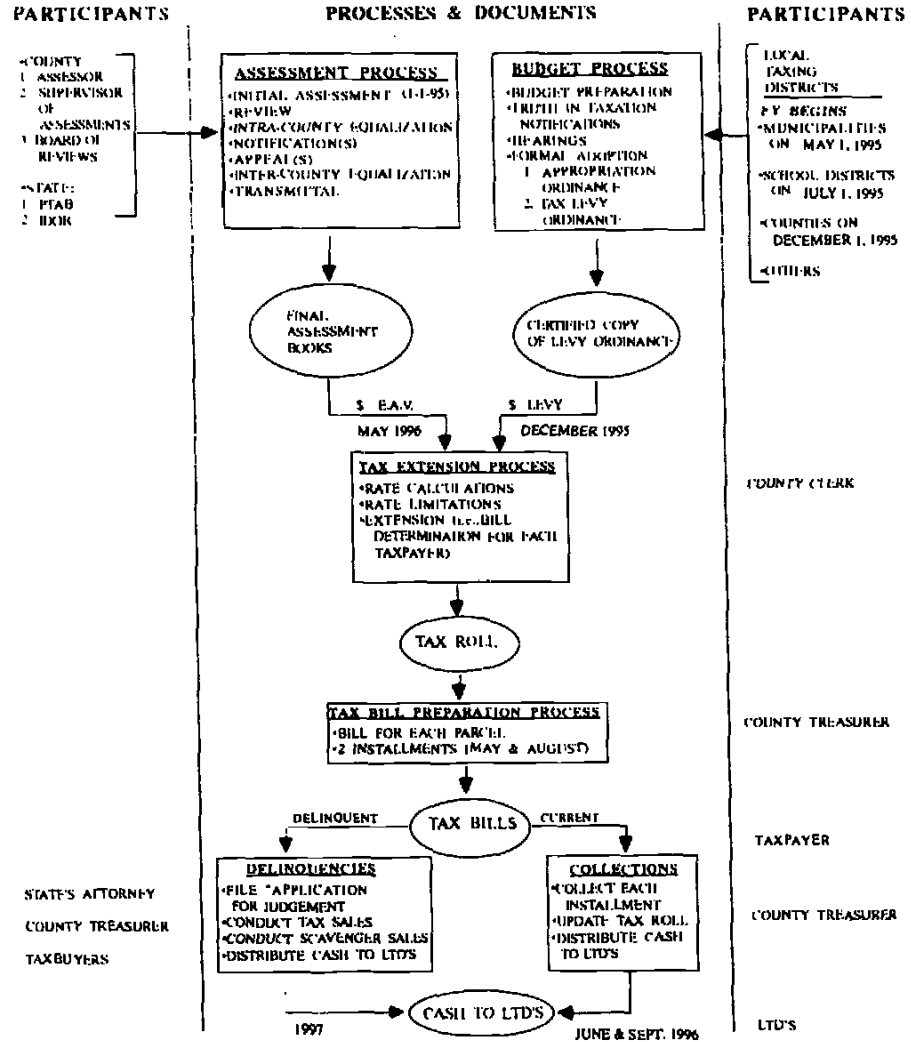 PARTICIPANTS
PROCESSES & DOCUMENTS
PARTICIPANTS
•COUNTY
1. ASSESSOR
2. SUPERVISOR
OF
ASSESSMENTS
3. BOARD OF
REVIEWS
•STATE:
1. PTAB
2. IDOR
ASSESSMENT PROCESS
•INITIAL ASSESSMENT (1-1-95)
•REVIEW
•INTRA-COUNTY EQUALIZATION
•NOTIFICATION(S)
•APPEAL(S)
•INTER-COUNTY EQUALIZATION
•TRANSMITTAL
BUDGET PROCESS
•BUDGET PREPARATION
•TRUTH IN TAXATION
NOTIFICATIONS
•HEARINGS
•FORMAL ADOPTION
1. APPROPRIATION
ORDINANCE
2. TAX LEVY
ORDINANCE
LOCAL
TAXING
DISTRICTS
FY BEGINS
•MUNICIPALITIES
ON MAY 1, 1995
•SCHOOL DISTRICTS
ON JULY 1, 1995
•COUNTIES ON
DECEMBER 1, 1995
•OTHERS
FINAL
ASSESSMENT
BOOKS
CERTIFIED COPY
OF LEVY ORDINANCE
$ E.A.V.
MAY 1996
$ LEVY
DECEMBER 1995
TAX EXTENSION PROCESS
•RATE CALCULATIONS
•RATE LIMITATIONS
•EXTENSION (I.E., BILL
DETERMINATION FOR EACH
TAXPAYER)
COUNTY CLERK
TAX ROLL
TAX BILL PREPARATION PROCESS
•BILL FOR EACH PARCEL
•2 INSTALLMENTS (MAY & AUGUST)
COUNTY TREASURER
DELINQUENT
TAX BILLS
CURRENT
TAXPAYER
DELINQUENCIES
•FILE "APPLICATION
FOR JUDGEMENT
•CONDUCT TAX SALES
•CONDUCT SCAVENGER SALES
•DISTRIBUTE CASH TO LTD'S
STATE'S ATTORNEY
COUNTY TREASURER
TAXBUYERS
COLLECTIONS
•COLLECT EACH
INSTALLMENT
•UPDATE TAX ROLL
•DISTRIBUTE CASH
TO LTD'S
COUNTY TREASURER
1997
CASH TO LTD'S
JUNE & SEPT. 1996
LTD'S